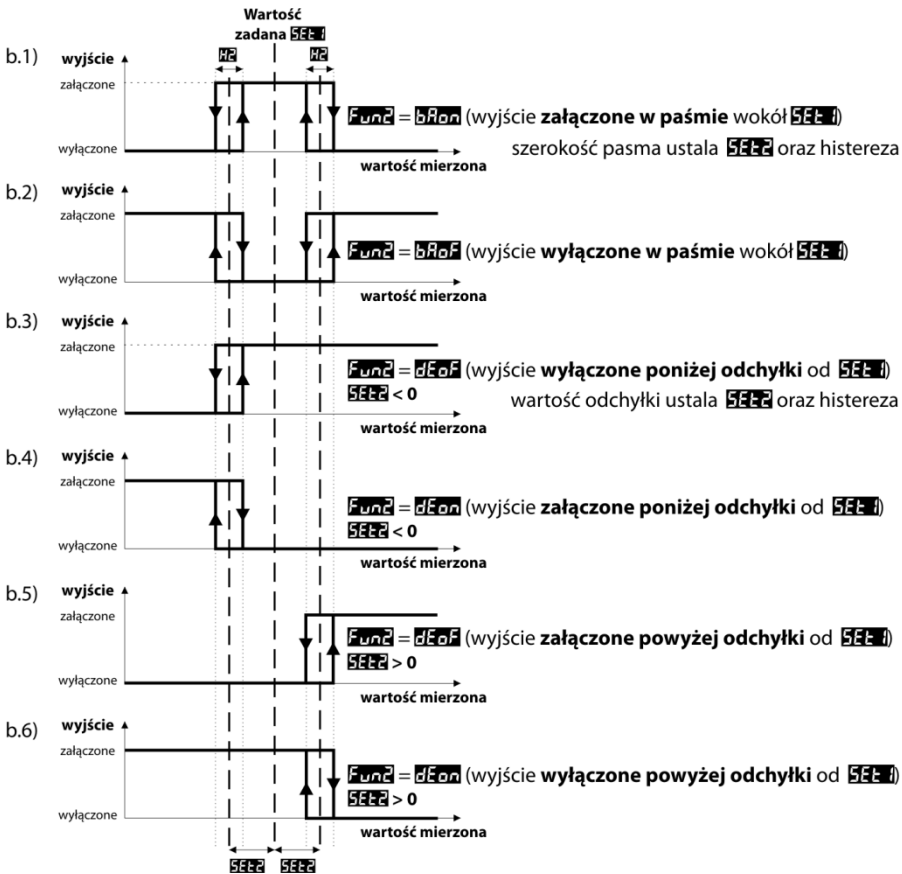 Wartość
zadana SEt1
H2 H2
b.1) wyjście
załączone
Func2 = bAon (wyjście załączone w paśmie wokół SEt1)
szerokość pasma ustala SEt2 oraz histereza
wyłączone
wartość mierzona
b.2) wyjście
załączone
Fun2 = bAoF (wyjście wyłączone w paśmie wokół SEt1)
wyłączone
wartość mierzona
b.3) wyjście
załączone
Fun2 = dEoF (wyjście wyłączone poniżej odchyłki od SEt1)
SEt2 < 0 wartość odchyłki ustala SEt2 oraz histereza
wyłączone
wartość mierzona
b.4) wyjście
załączone
Fun2 = dEon (wyjście załączone poniżej odchyłki od SEt1)
SEt2 < 0
wyłączone
wartość mierzona
b.5) wyjście
załączone
Fun2 = dEoF (wyjście załączone powyżej odchyłki od SEt1)
SEt2 > 0
wyłączone
wartość mierzona
b.6) wyjście
załączone
Fun2 = dEon (wyjście wyłączone powyżej odchyłki od SEt1)
SEt2 > 0
wyłączone
wartość mierzona
SEt2 SEt2